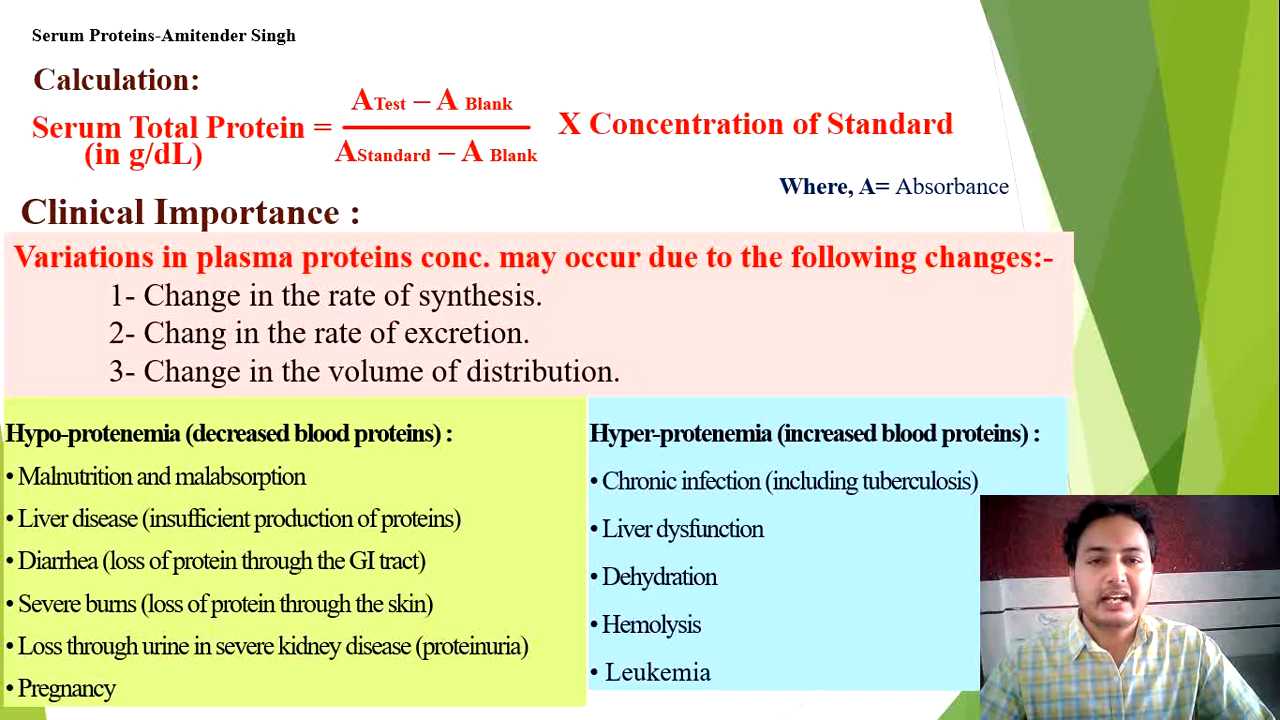 Serum Proteins-Amitender Singh
Calculation:
Serum Total Protein = A Test – A Blank X Concentration of Standard
(in g/dL) A Standard – A Blank
Where, A= Absorbance
Clinical Importance :
Variations in plasma proteins conc. may occur due to the following changes:-
1- Change in the rate of synthesis.
2- Chang in the rate of excretion.
3- Change in the volume of distribution.
Hypo-protenemia (decreased blood proteins) :
• Malnutrition and malabsorption
• Liver disease (insufficient production of proteins)
• Diarrhea (loss of protein through the GI tract)
• Severe burns (loss of protein through the skin)
• Loss through urine in severe kidney disease (proteinuria)
• Pregnancy
Hyper-protenemia (increased blood proteins) :
• Chronic infection (including tuberculosis)
• Liver dysfunction
• Dehydration
• Hemolysis
• Leukemia